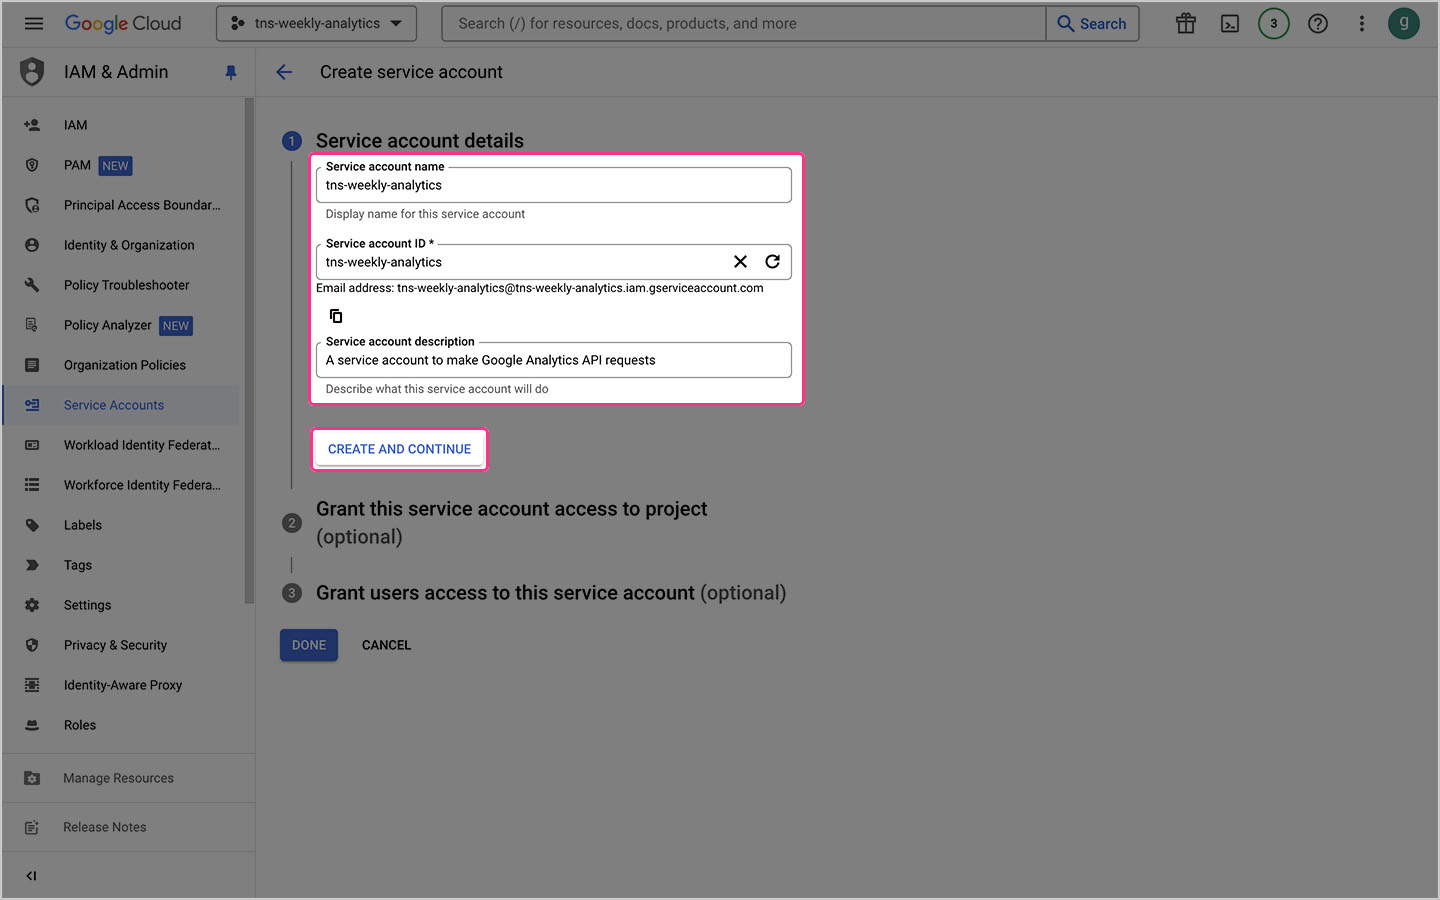 Google Cloud
tns-weekly-analytics
Search (/) for resources, docs, products, and more
Search
3
g
IAM & Admin
Create service account
IAM
PAM NEW
Principal Access Boundar...
Identity & Organization
Policy Troubleshooter
Policy Analyzer NEW
Organization Policies
Service Accounts
Workload Identity Federat...
Workforce Identity Federa...
Labels
Tags
Settings
Privacy & Security
Identity-Aware Proxy
Roles
Manage Resources
Release Notes
1 Service account details
Service account name
tns-weekly-analytics
Display name for this service account
Service account ID *
tns-weekly-analytics
Email address: tns-weekly-analytics@tns-weekly-analytics.iam.gserviceaccount.com
Service account description
A service account to make Google Analytics API requests
Describe what this service account will do
CREATE AND CONTINUE
2 Grant this service account access to project
(optional)
3 Grant users access to this service account (optional)
DONE CANCEL